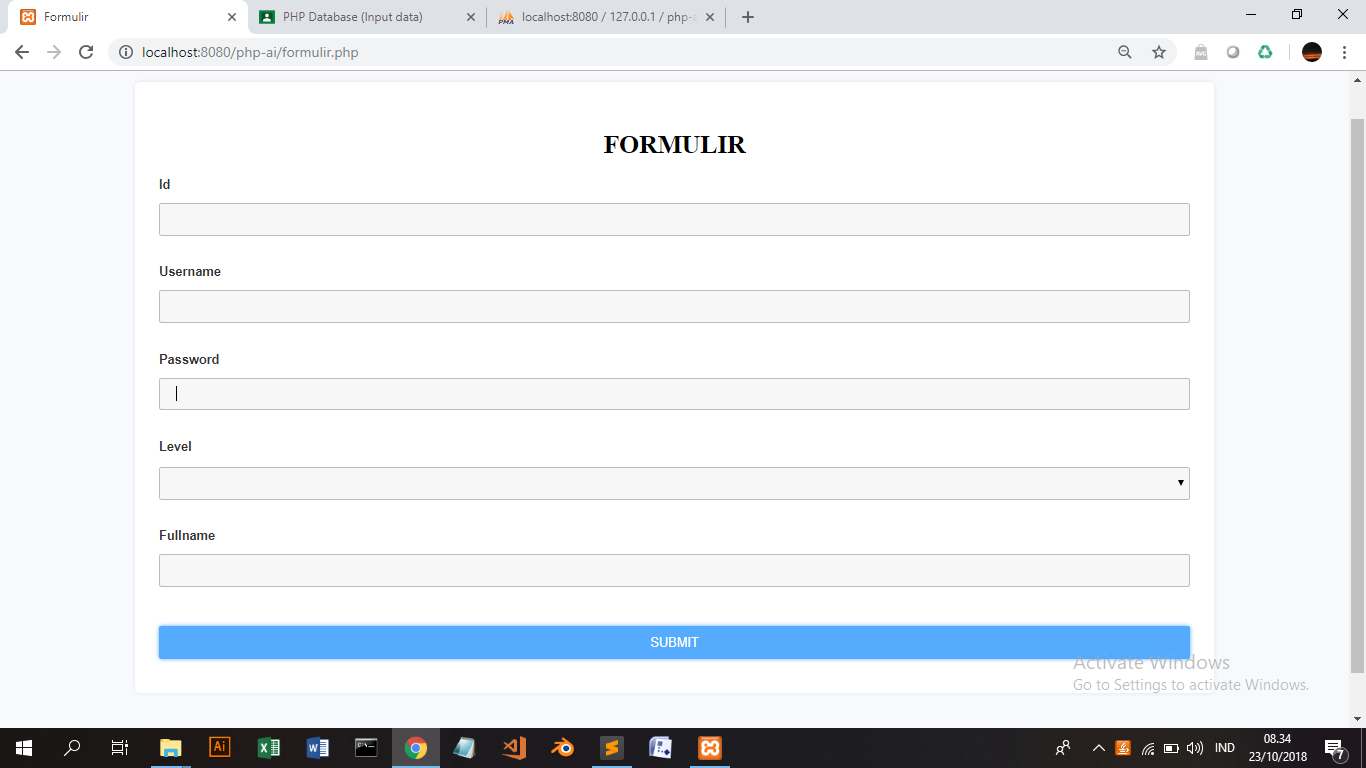 Formulir
PHP Database (Input data)
localhost:8080 / 127.0.0.1 / php-a
localhost:8080/php-ai/formulir.php
FORMULIR
Id
Username
Password
Level
Fullname
SUBMIT
Activate Windows
Go to Settings to activate Windows.
Ai
IND
08.34
23/10/2018
7